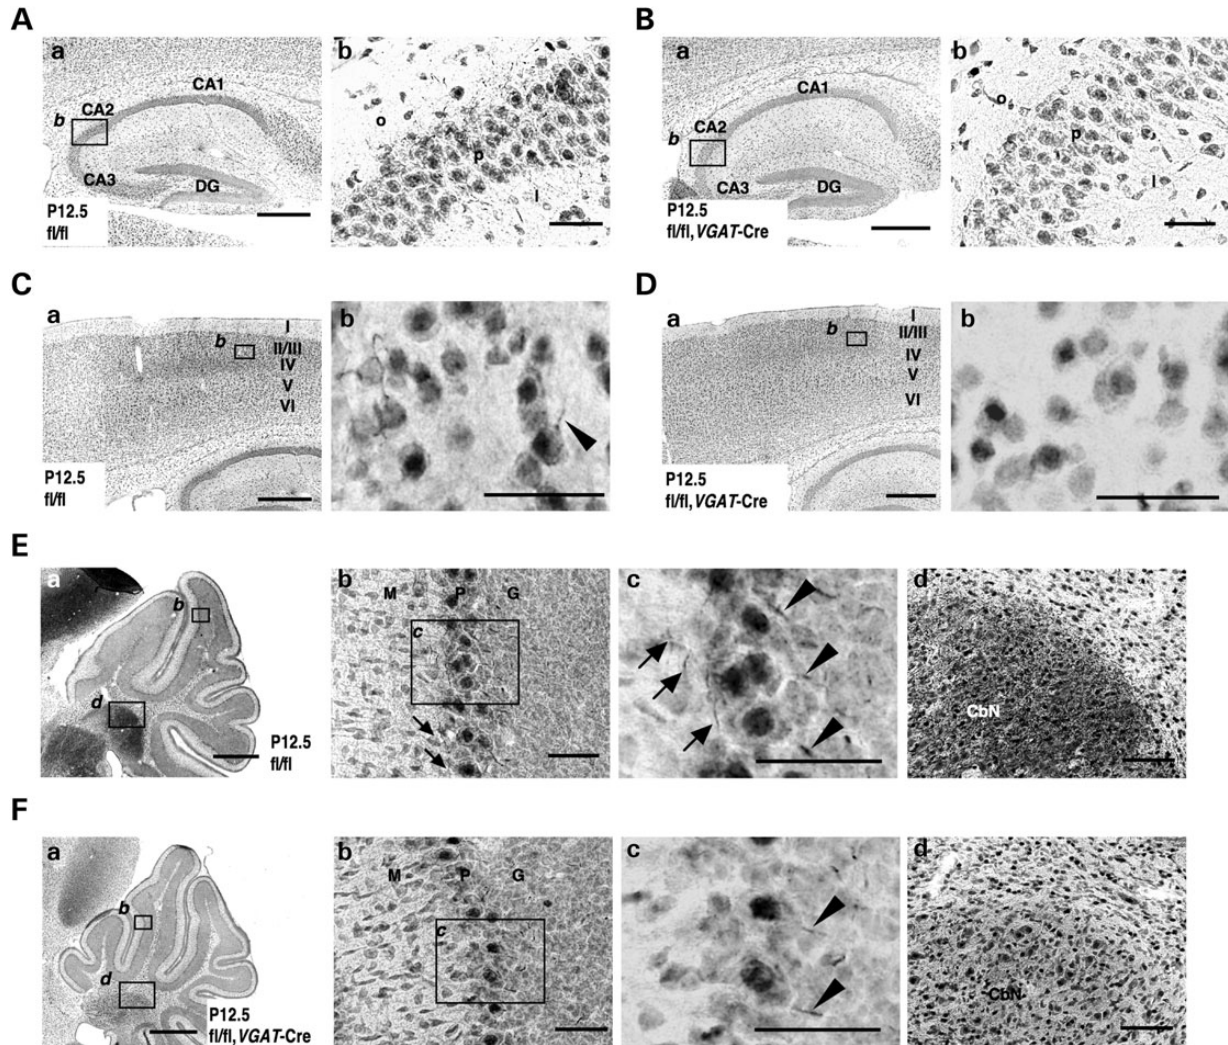 A
B
a
CA1
CA2
b
CA3
DG
P12.5
fl/fl
b
o
p
l
a
CA1
CA2
b
CA3
DG
P12.5
fl/fl, VGAT-Cre
b
o
p
l
C
D
a
I
b
II/III
IV
V
VI
P12.5
fl/fl
b
a
I
b
II/III
IV
V
VI
P12.5
fl/fl, VGAT-Cre
b
E
a
b
d
P12.5
fl/fl
b
M P G
c
c
d
CbN
F
a
b
d
P12.5
fl/fl, VGAT-Cre
b
M P G
c
c
d
CbN